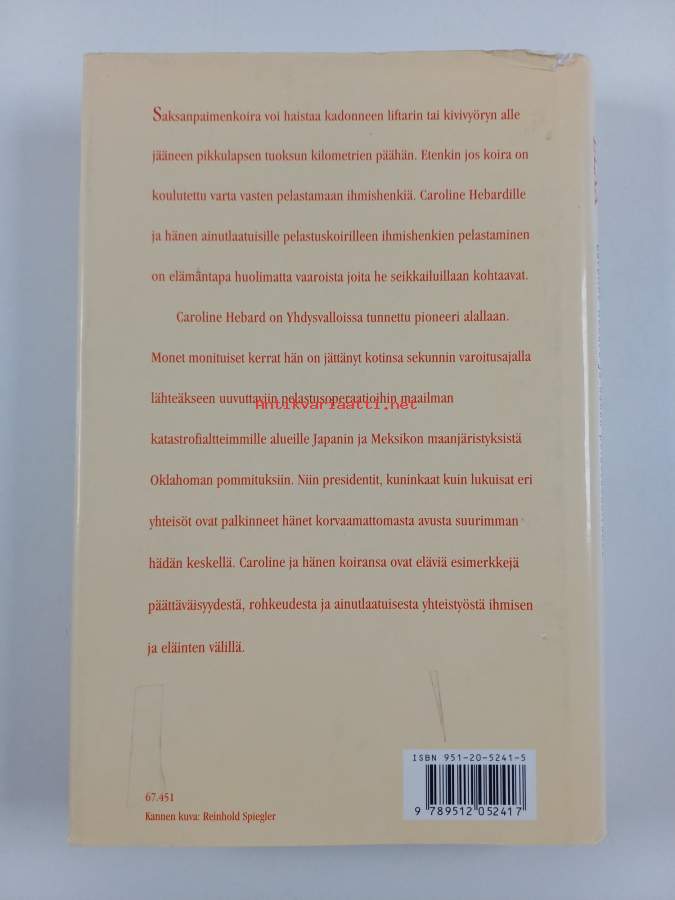 Saksanpaimenkoira voi haistaa kadonneen liftarin tai kivivyöryn alle
jääneen pikkulapsen tuoksun kilometrien päähän. Etenkin jos koira on
koulutettu varta vasten pelastamaan ihmishenkiä. Caroline Hebardille
ja hänen ainutlaatuisille pelastuskoirilleen ihmishenkien pelastaminen
on elämäntapa huolimatta vaaroista joita he seikkailuillaan kohtaavat.
Caroline Hebard on Yhdysvalloissa tunnettu pioneeri alallaan.
Monet monituiset kerrat hän on jättänyt kotinsa sekunnin varoitusajalla
lähteäkseen uuvuttaviin pelastusoperaatioihin maailman
Antikvariaatti.net
katastrofialtteimmille alueille Japanin ja Meksikon maanjäristyksistä
Oklahoman pommituksiin. Niin presidentit, kuninkaat kuin lukuisat eri
yhteisöt ovat palkinneet hänet korvaamattomasta avusta suurimman
hädän keskellä. Caroline ja hänen koiransa ovat eläviä esimerkkejä
päättäväisyydestä, rohkeudesta ja ainutlaatuisesta yhteistyöstä ihmisen
ja eläinten välillä.
ISBN 951-20-5241-5
9 789512 052417
67.451
Kannen kuva: Reinhold Spiegler